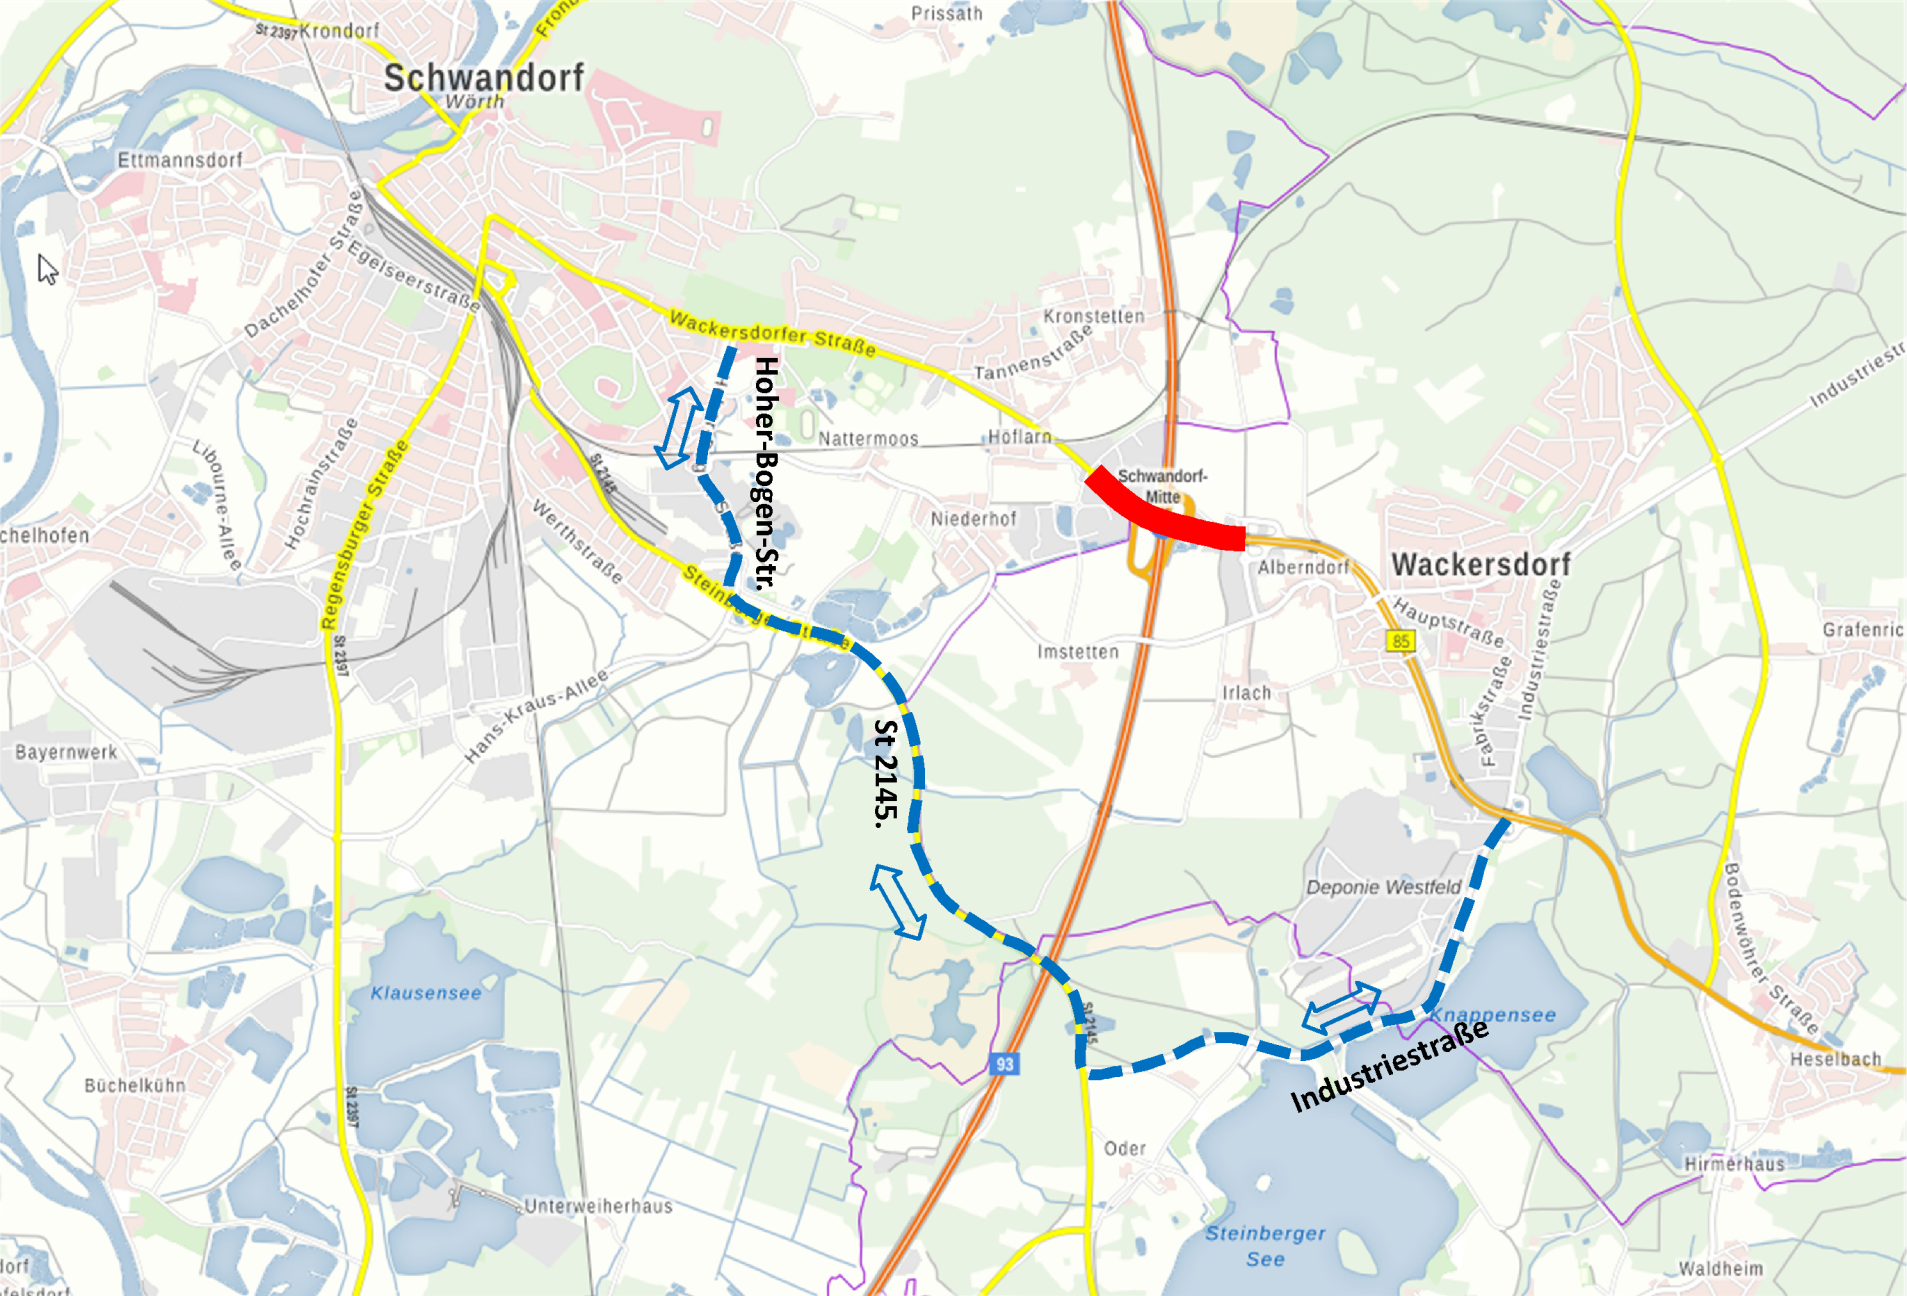 Prissath
St 2397
Krondorf
Schwandorf
Wörth
Ettmannsdorf
Egelseerstraße
Dachelhofer Straße
Kronstetten
Wackersdorfer Straße
Tannenstraße
Industriestr
Hoher-Bogen-Str.
Nattermoos
Höflarn
Schwandorf-
Mitte
Libourne-Allee
Hochrainstraße
Regensburger Straße
St 2145
Werthstraße
Niederhof
chelhofen
Alberndorf
Wackersdorf
Hauptstraße
Industriestraße
Fabrikstraße
85
Grafenric
Imstetten
Irlach
St 2397
Hans-Kraus-Allee
Bayernwerk
St 2145.
Deponie Westfeld
Bodenwöhrer Straße
Klausensee
Knappensee
St 2145
Industriestraße
93
Heselbach
Büchelkühn
St 2397
Oder
Hirmerhaus
Unterweiherhaus
Steinberger
See
Waldheim
dorf